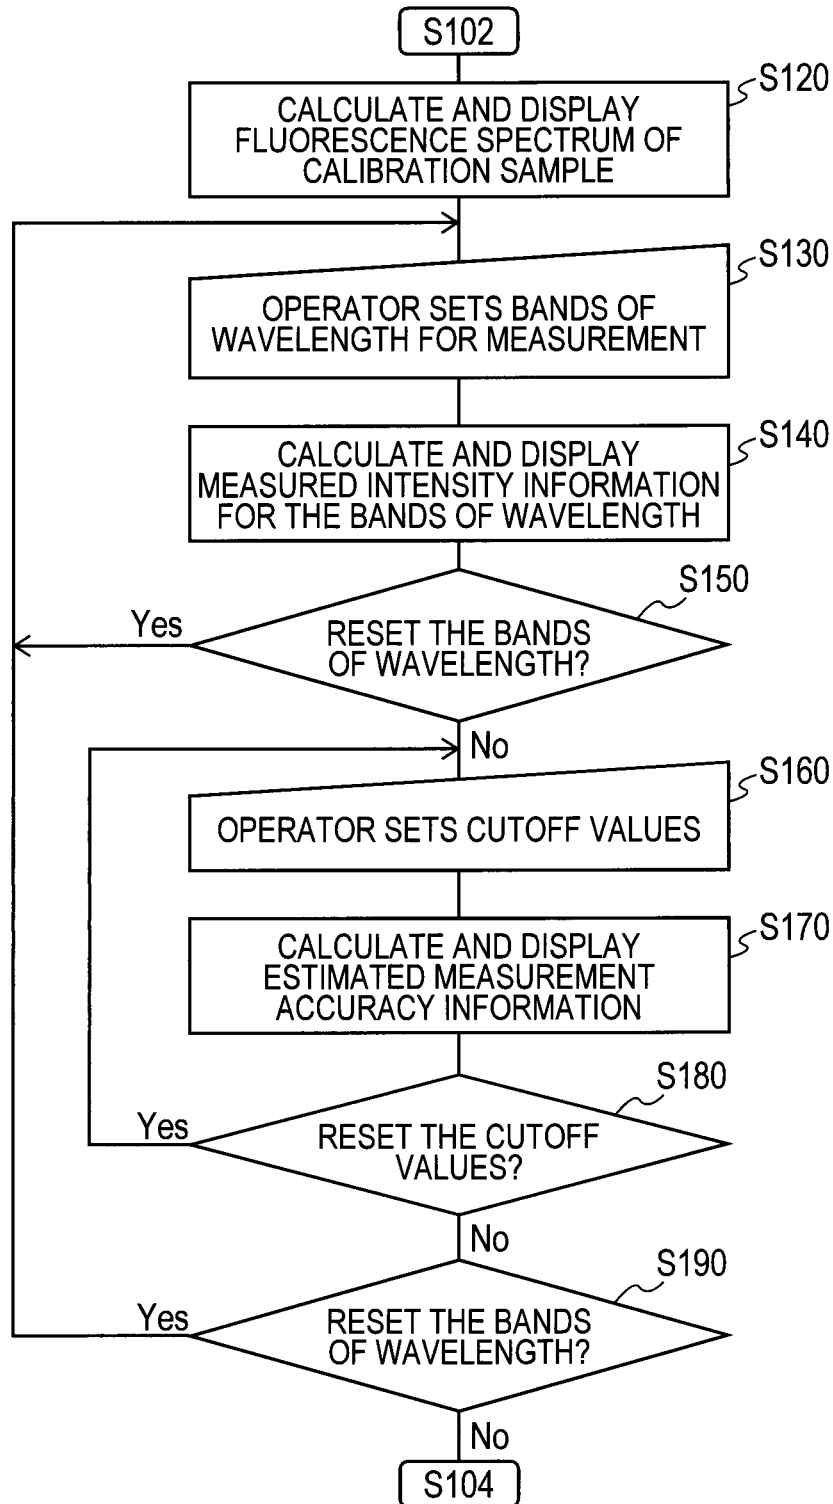 S102
S120
CALCULATE AND DISPLAY
FLUORESCENCE SPECTRUM OF
CALIBRATION SAMPLE
S130
OPERATOR SETS BANDS OF
WAVELENGTH FOR MEASUREMENT
S140
CALCULATE AND DISPLAY
MEASURED INTENSITY INFORMATION
FOR THE BANDS OF WAVELENGTH
S150
Yes
RESET THE BANDS
OF WAVELENGTH?
No
S160
OPERATOR SETS CUTOFF VALUES
S170
CALCULATE AND DISPLAY
ESTIMATED MEASUREMENT
ACCURACY INFORMATION
S180
Yes
RESET THE CUTOFF
VALUES?
No
S190
Yes
RESET THE BANDS
OF WAVELENGTH?
No
S104